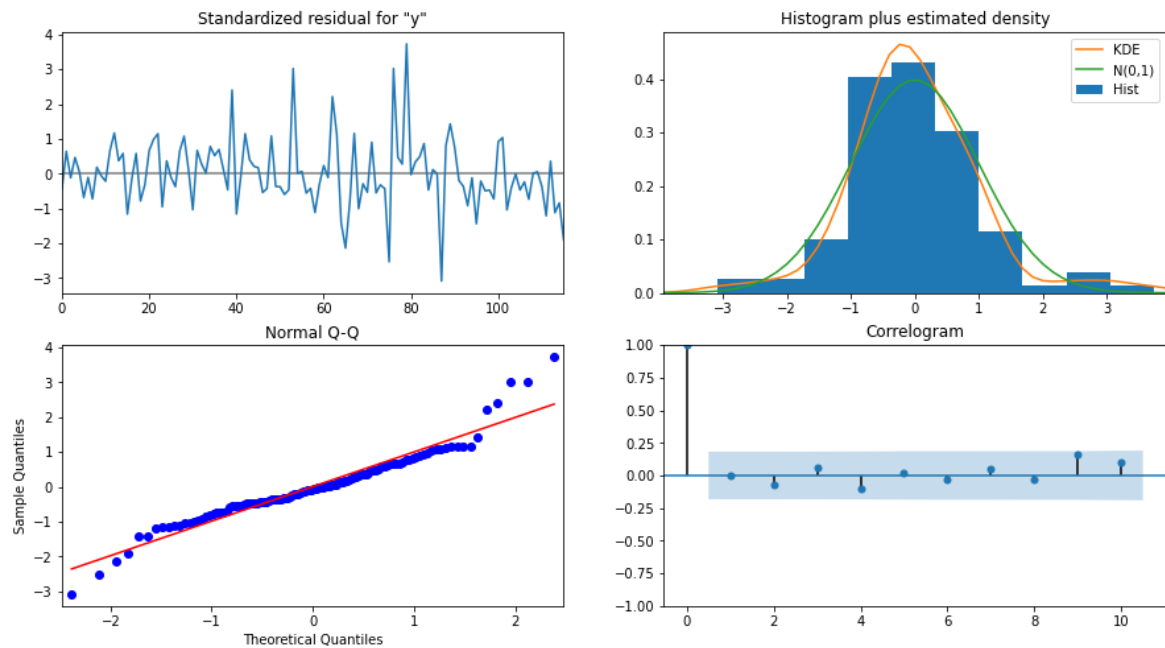 Standardized residual for "y"
4
3
2
1
0
−1
−2
−3
0 20 40 60 80 100
Histogram plus estimated density
KDE
N(0,1)
Hist
0.4
0.3
0.2
0.1
0.0
−3 −2 −1 0 1 2 3
Normal Q-Q
4
3
2
1
0
−1
−2
−3
Sample Quantiles
−2 −1 0 1 2
Theoretical Quantiles
Correlogram
1.00
0.75
0.50
0.25
0.00
−0.25
−0.50
−0.75
−1.00
0 2 4 6 8 10